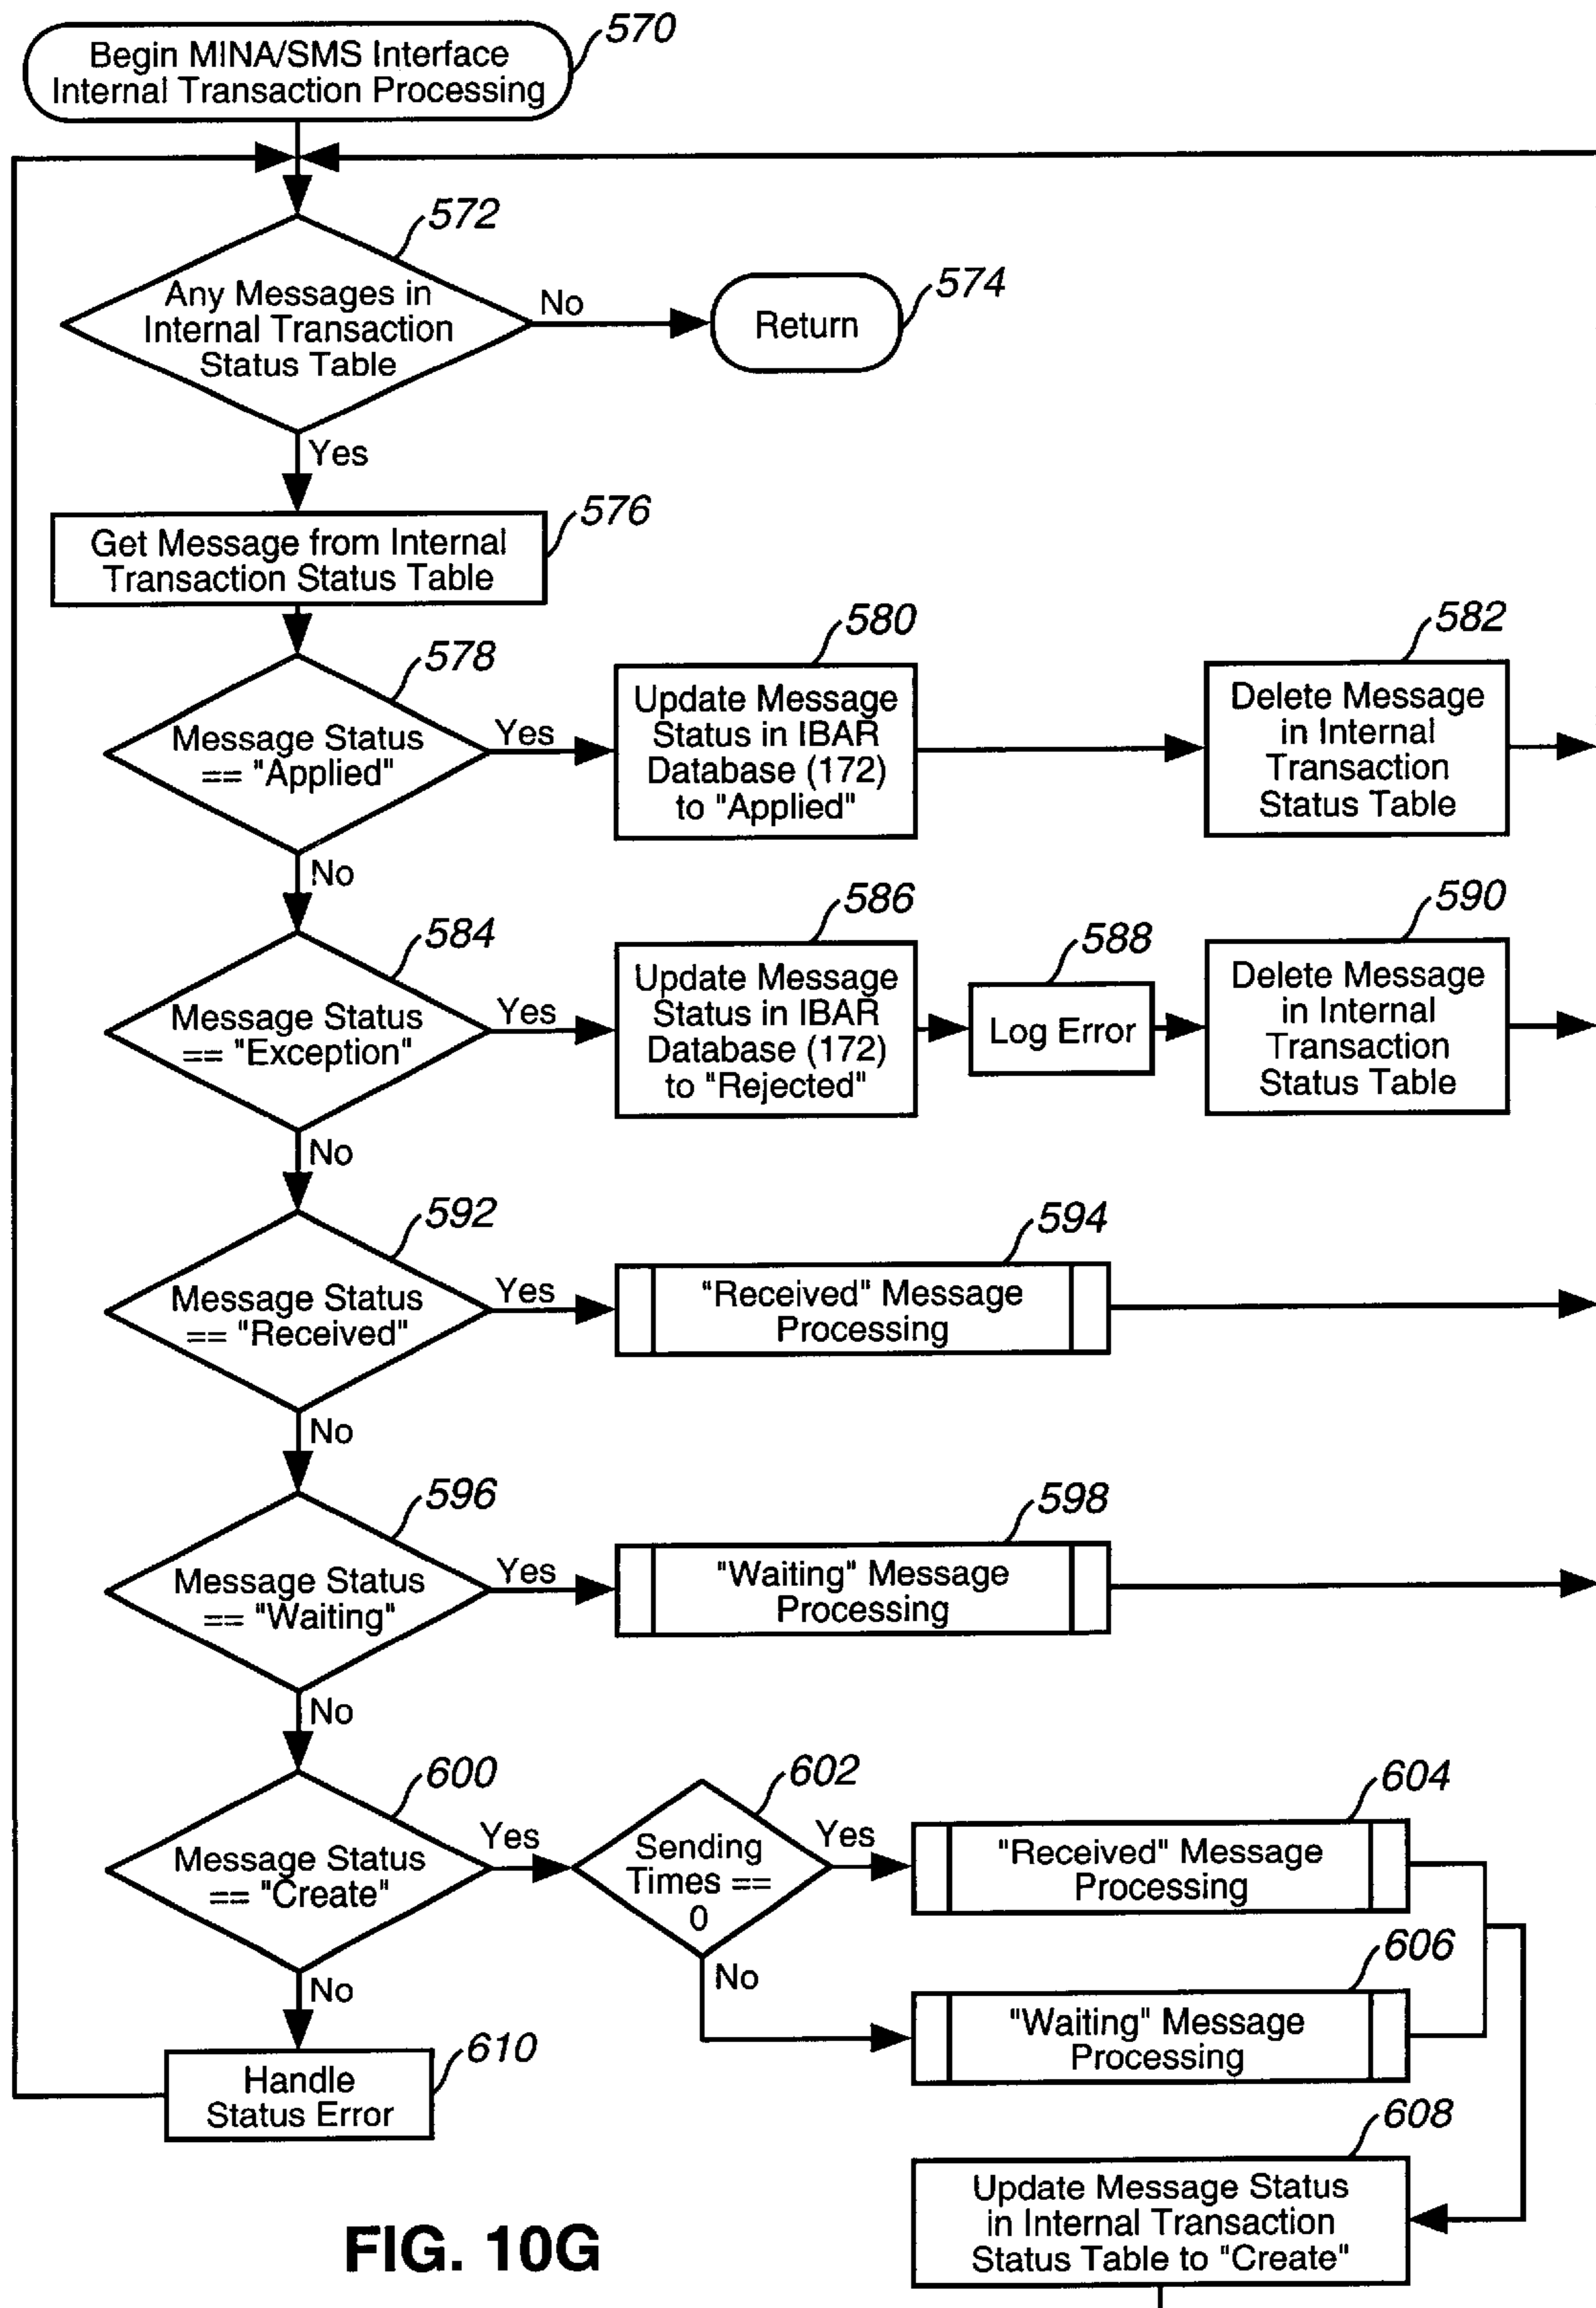 570
Begin MINA/SMS Interface
Internal Transaction Processing
572
Any Messages in
Internal Transaction
Status Table
No
574
Return
Yes
576
Get Message from Internal
Transaction Status Table
578
Message Status
== "Applied"
Yes
580
Update Message
Status in IBAR
Database (172)
to "Applied"
582
Delete Message
in Internal
Transaction
Status Table
No
584
Message Status
== "Exception"
Yes
586
Update Message
Status in IBAR
Database (172)
to "Rejected"
588
Log Error
590
Delete Message
in Internal
Transaction
Status Table
No
592
Message Status
== "Received"
Yes
594
"Received" Message
Processing
No
596
Message Status
== "Waiting"
Yes
598
"Waiting" Message
Processing
No
600
Message Status
== "Create"
Yes
602
Sending
Times ==
0
Yes
604
"Received" Message
Processing
No
606
"Waiting" Message
Processing
No
610
Handle
Status Error
608
Update Message Status
in Internal Transaction
Status Table to "Create"
FIG. 10G